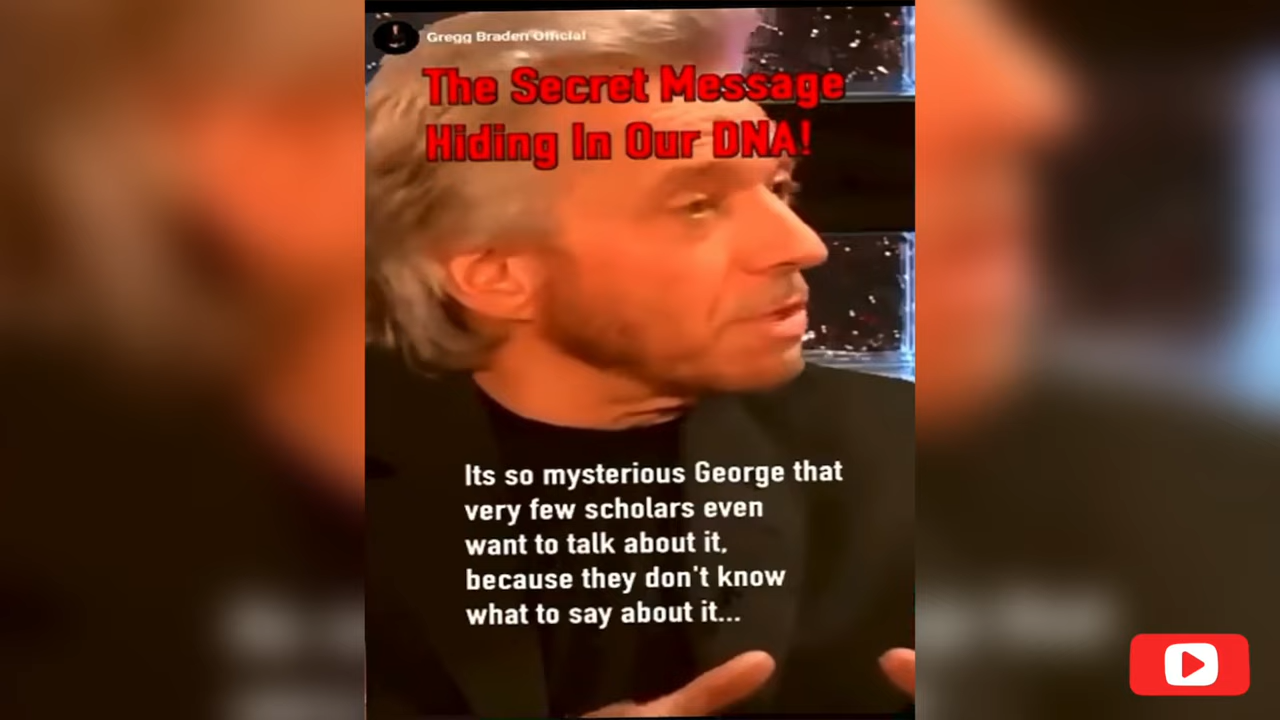 Gregg Braden Official
The Secret Message
Hiding In Our DNA!
Its so mysterious George that
very few scholars even
want to talk about it,
because they don't know
what to say about it...